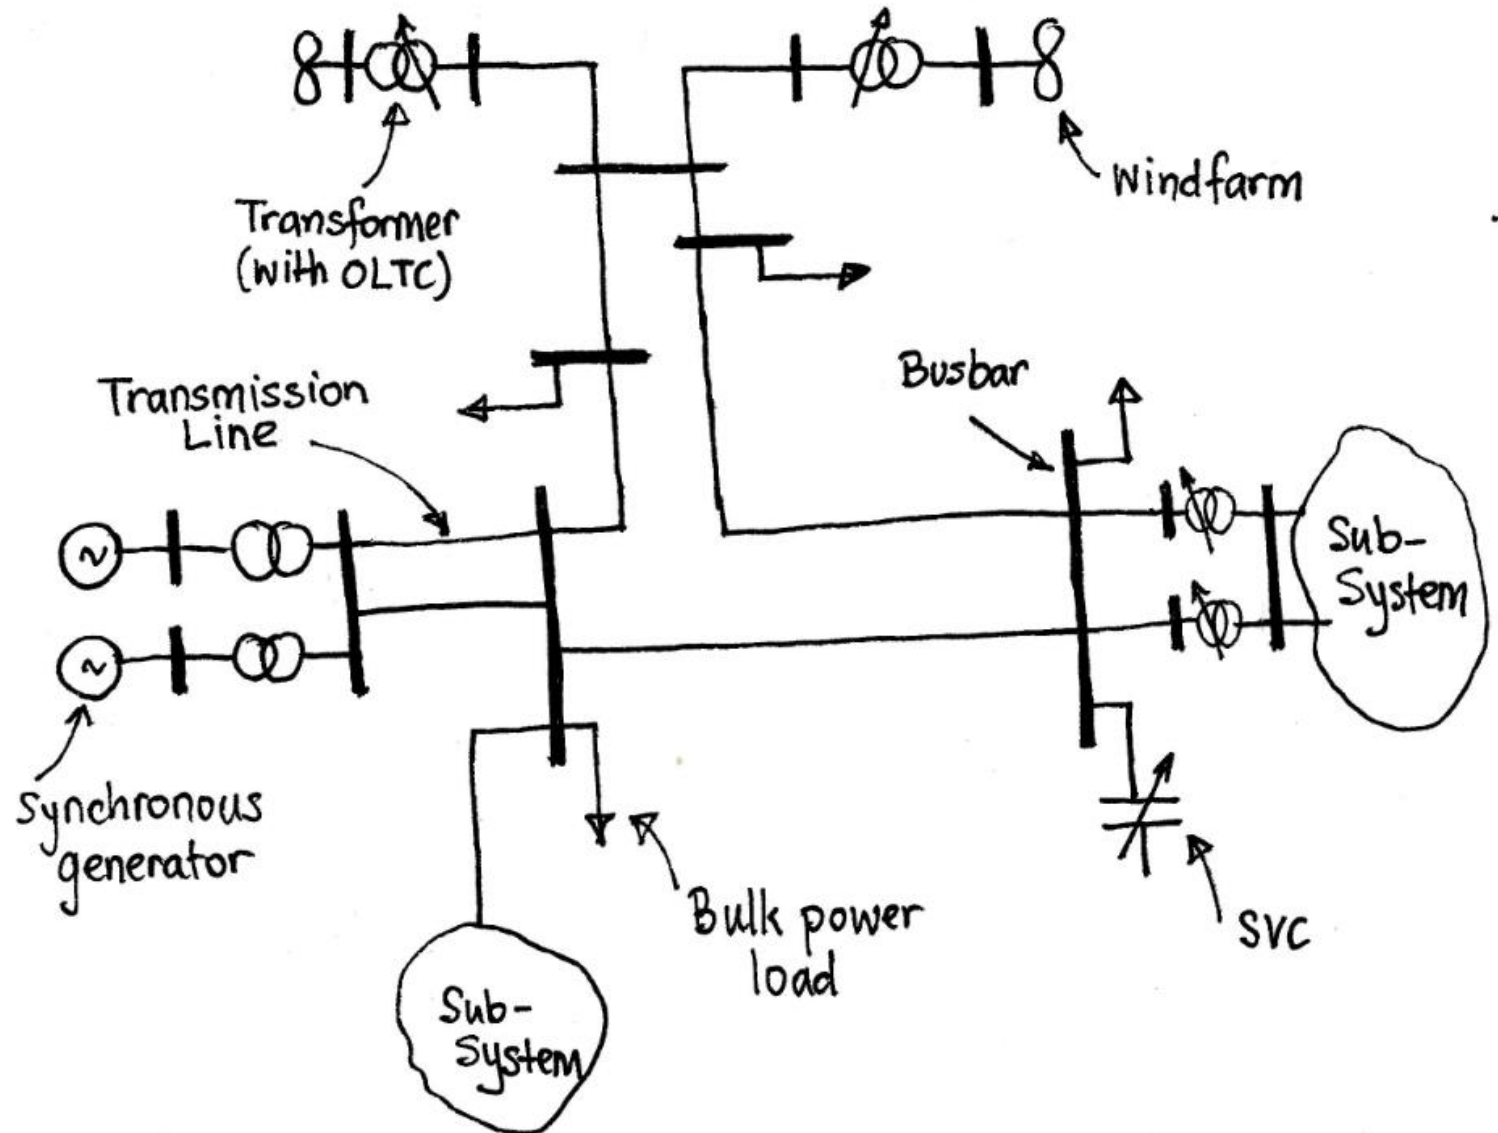 Windfarm
Transformer
(with OLTC)
Transmission
Line
Busbar
~
~
Sub-
System
Synchronous
generator
Bulk power
load
SVC
Sub-
System